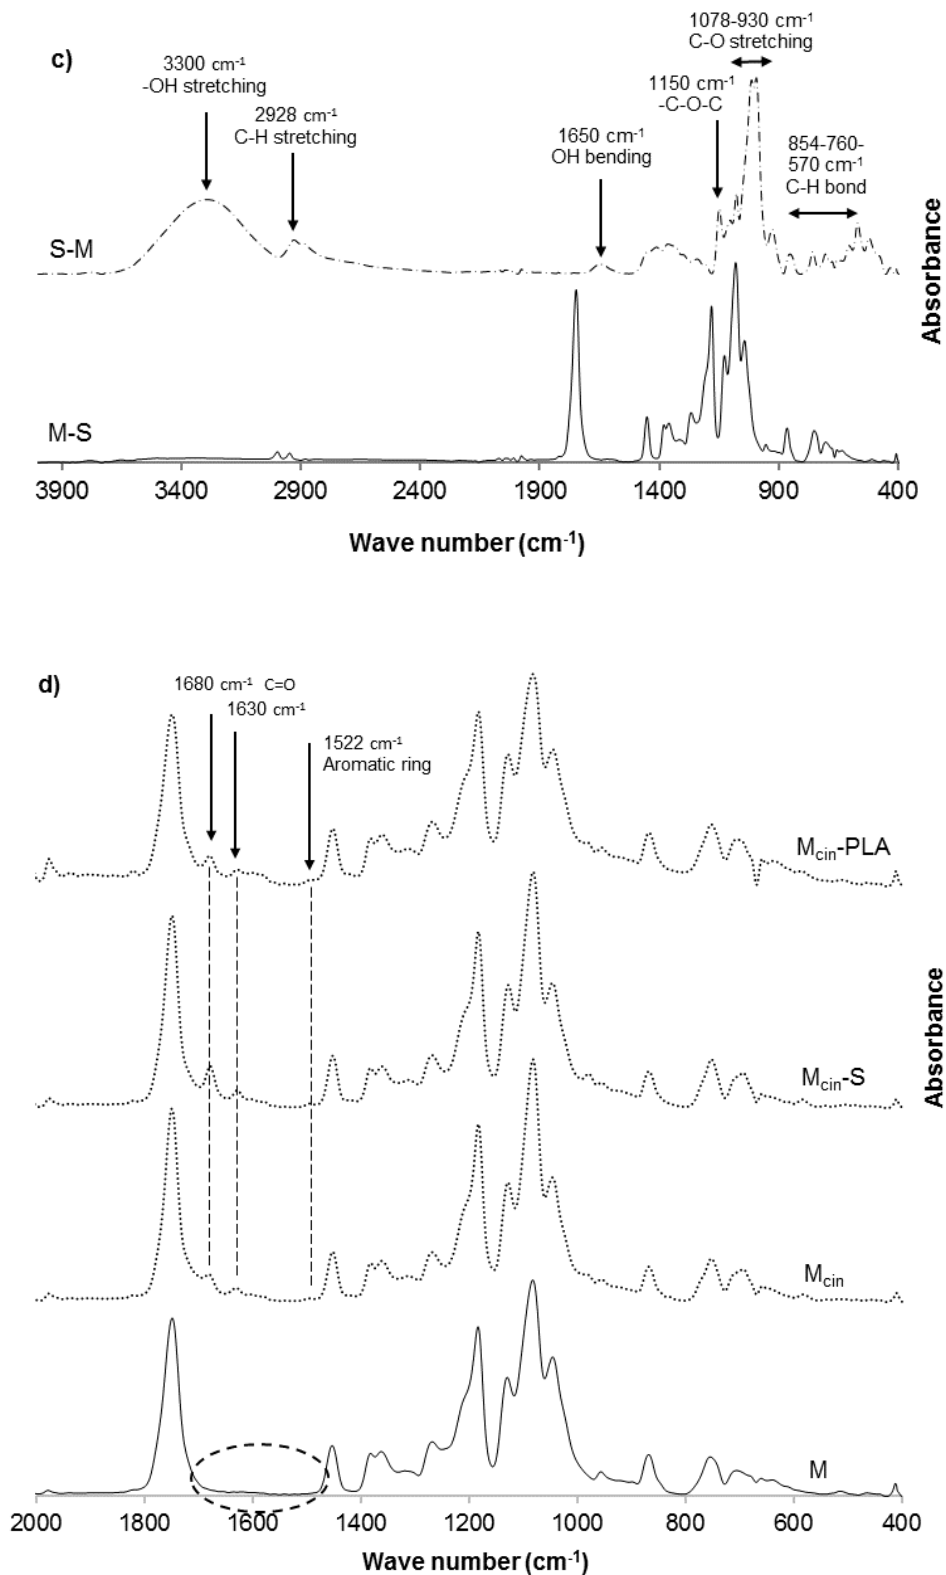 c)
1078-930 cm⁻¹
C-O stretching
3300 cm⁻¹
-OH stretching
1150 cm⁻¹
-C-O-C
2928 cm⁻¹
C-H stretching
1650 cm⁻¹
OH bending
854-760-
570 cm⁻¹
C-H bond
S-M
Absorbance
M-S
3900 3400 2900 2400 1900 1400 900 400
Wave number (cm⁻¹)
d)
1680 cm⁻¹ C=O
1630 cm⁻¹
1522 cm⁻¹
Aromatic ring
Mcin-PLA
Mcin-S
Absorbance
Mcin
M
2000 1800 1600 1400 1200 1000 800 600 400
Wave number (cm⁻¹)